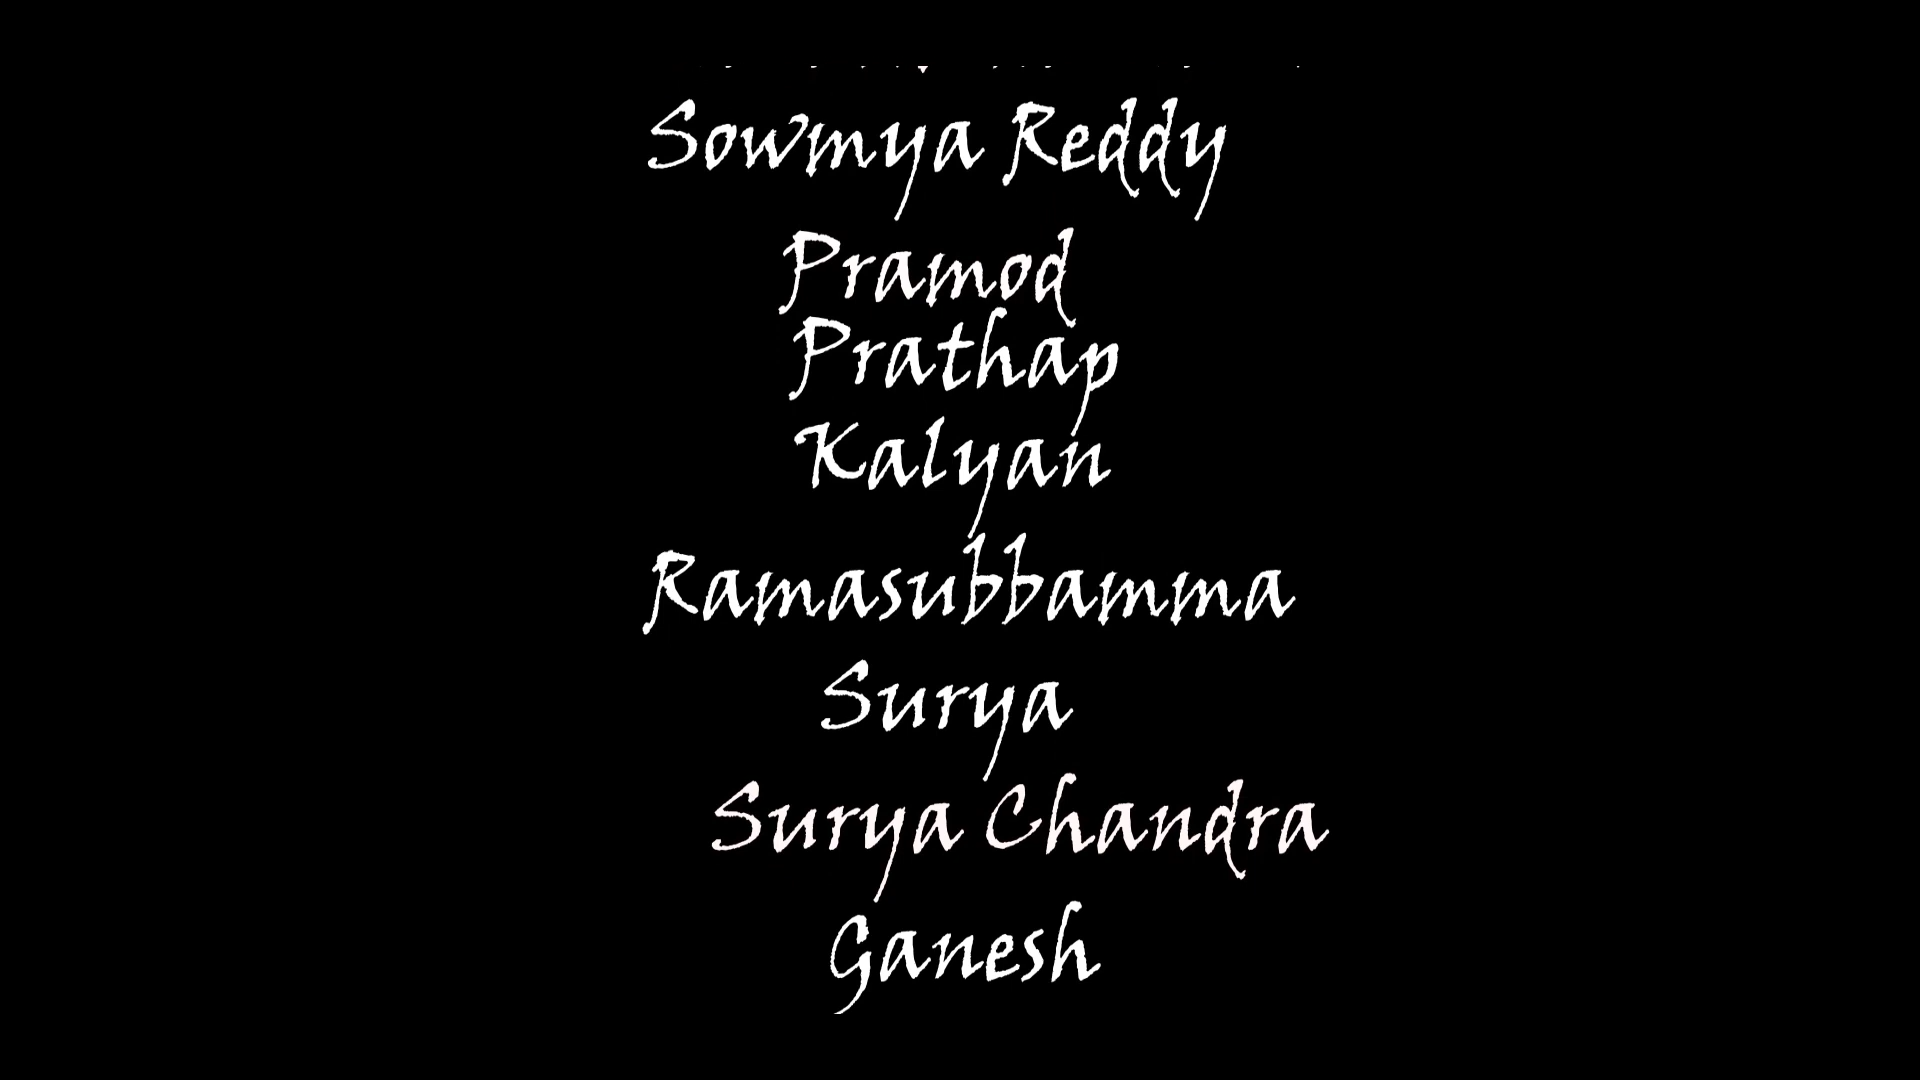 Sowmya Reddy
Pramod
Prathap
Kalyan
Ramasubbamma
Surya
Surya Chandra
Ganesh